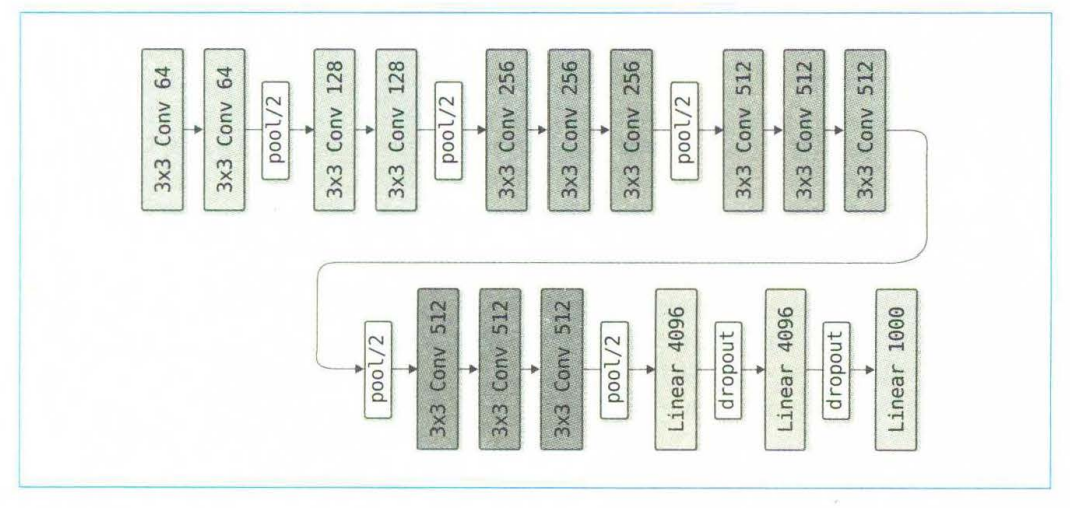 3x3 Conv 64
3x3 Conv 64
pool/2
3x3 Conv 128
3x3 Conv 128
pool/2
3x3 Conv 256
3x3 Conv 256
3x3 Conv 256
pool/2
3x3 Conv 512
3x3 Conv 512
3x3 Conv 512
pool/2
3x3 Conv 512
3x3 Conv 512
3x3 Conv 512
pool/2
Linear 4096
dropout
Linear 4096
dropout
Linear 1000